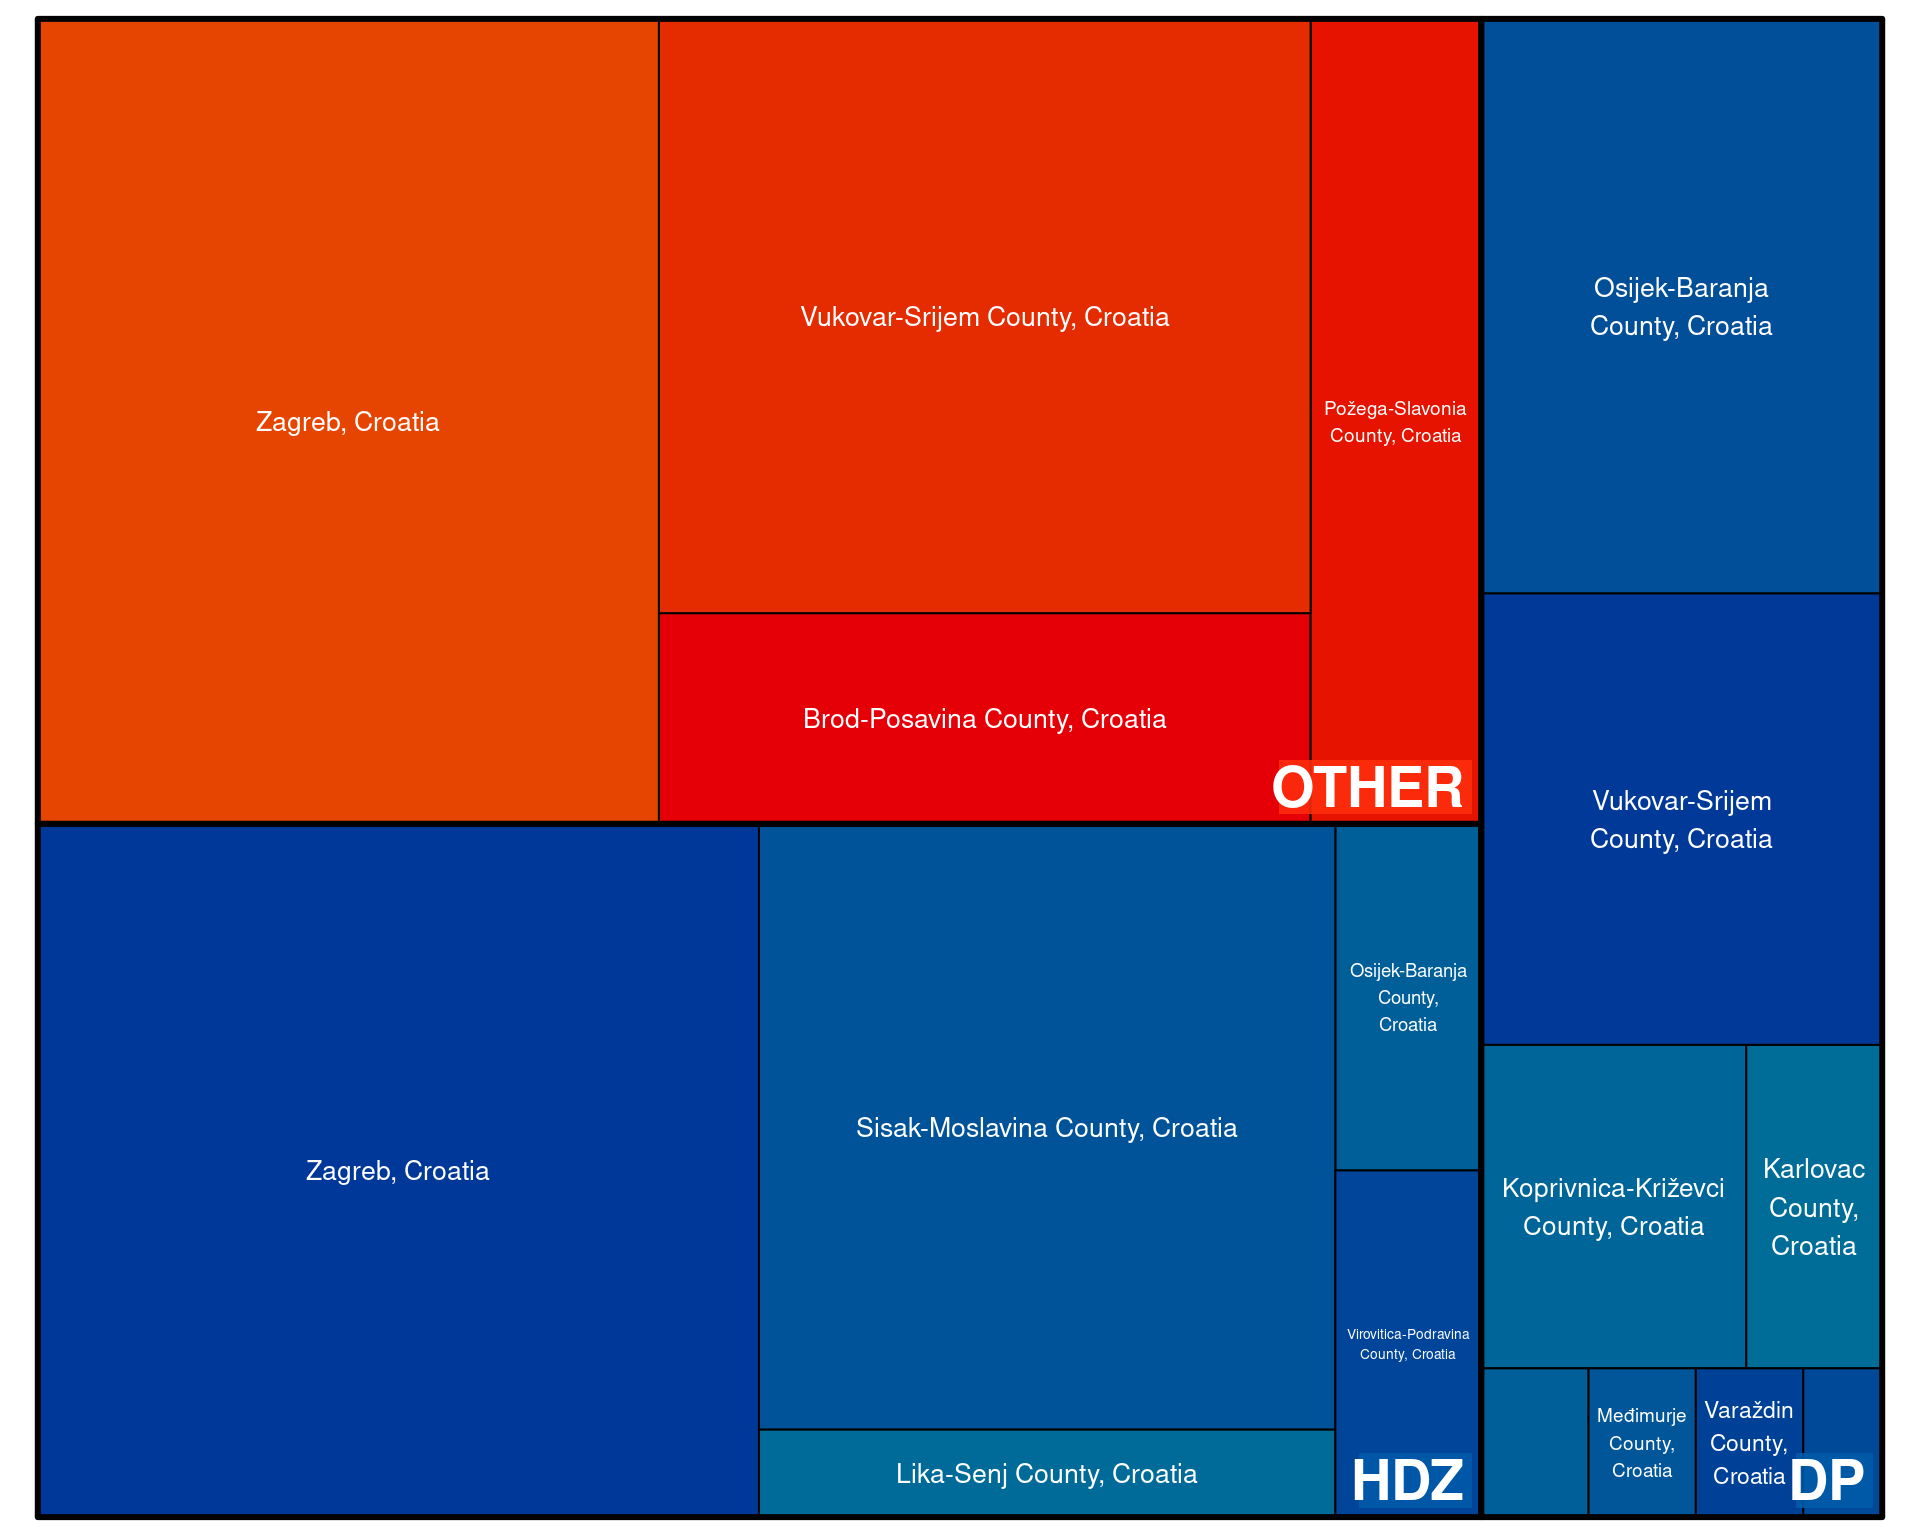 Zagreb, Croatia
Vukovar-Srijem County, Croatia
Brod-Posavina County, Croatia
Požega-Slavonia
County, Croatia
OTHER
Zagreb, Croatia
Sisak-Moslavina County, Croatia
Lika-Senj County, Croatia
Osijek-Baranja
County,
Croatia
Virovitica-Podravina
County, Croatia
HDZ
Osijek-Baranja
County, Croatia
Vukovar-Srijem
County, Croatia
Koprivnica-Križevci
County, Croatia
Karlovac
County,
Croatia
Međimurje
County,
Croatia
Varaždin
County,
Croatia
DP